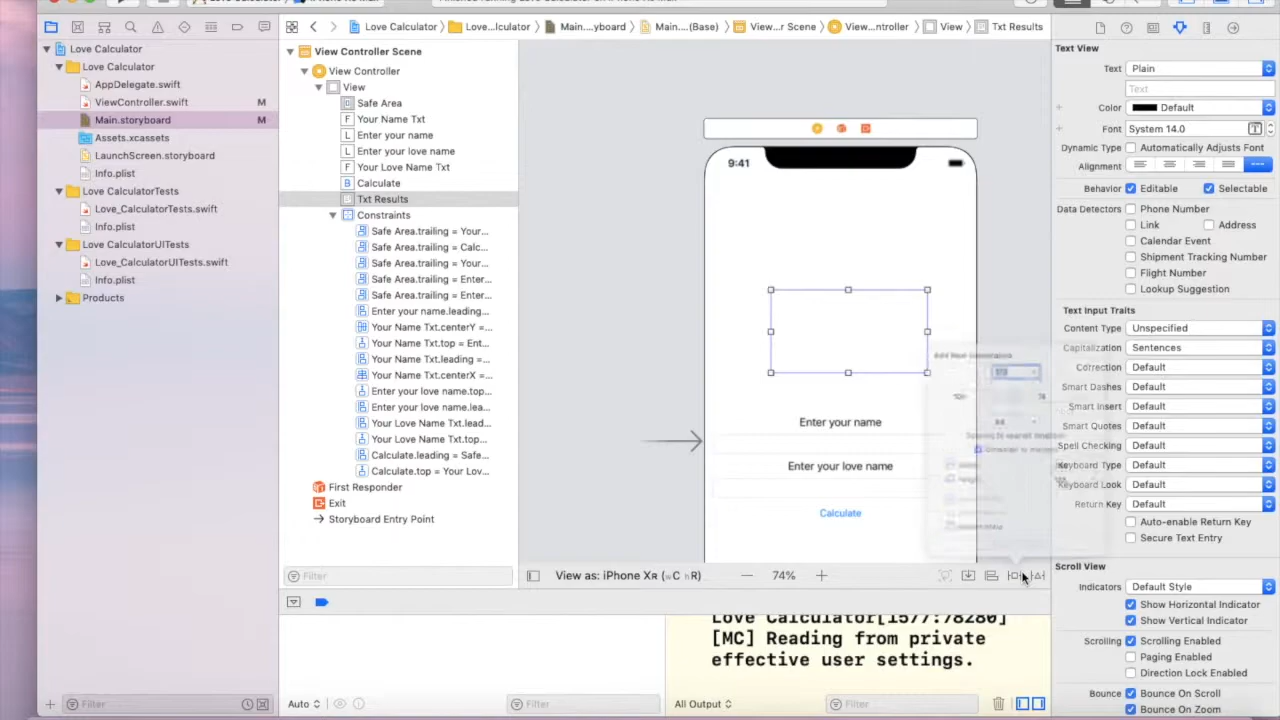 Love Calculator
Love...lculator
Main....yboard
Main....(Base)
View...r Scene
View...ntroller
View
Txt Results
Love Calculator
Love Calculator
AppDelegate.swift
ViewController.swift
M
Main.storyboard
M
Assets.xcassets
LaunchScreen.storyboard
Info.plist
Love CalculatorTests
Love_CalculatorTests.swift
Info.plist
Love CalculatorUITests
Love_CalculatorUITests.swift
Info.plist
Products
Filter
View Controller Scene
View Controller
View
Safe Area
F Your Name Txt
L Enter your name
L Enter your love name
F Your Love Name Txt
B Calculate
Txt Results
Constraints
Safe Area.trailing = Your...
Safe Area.trailing = Calc...
Safe Area.trailing = Your...
Safe Area.trailing = Enter...
Safe Area.trailing = Enter...
Enter your name.leading...
Your Name Txt.centerY =...
Your Name Txt.top = Ent...
Your Name Txt.leading =...
Your Name Txt.centerX =...
Enter your love name.top...
Enter your love name.lea...
Your Love Name Txt.lead...
Your Love Name Txt.top...
Calculate.leading = Safe...
Calculate.top = Your Lov...
First Responder
Exit
Storyboard Entry Point
Filter
9:41
Enter your name
Enter your love name
Calculate
View as: iPhone XR (wC hR)
74%
Auto
Filter
Love Calculator[1577:78280]
[MC] Reading from private
effective user settings.
All Output
Filter
Text View
Text Plain
Text
Color Default
Font System 14.0
Dynamic Type Automatically Adjusts Font
Alignment
Behavior Editable Selectable
Data Detectors Phone Number
Link Address
Calendar Event
Shipment Tracking Number
Flight Number
Lookup Suggestion
Text Input Traits
Content Type Unspecified
Capitalization Sentences
Correction Default
Smart Dashes Default
Smart Insert Default
Smart Quotes Default
Spell Checking Default
Keyboard Type Default
Keyboard Look Default
Return Key Default
Auto-enable Return Key
Secure Text Entry
Scroll View
Indicators Default Style
Show Horizontal Indicator
Show Vertical Indicator
Scrolling Scrolling Enabled
Paging Enabled
Direction Lock Enabled
Bounce Bounce On Scroll
Bounce On Zoom